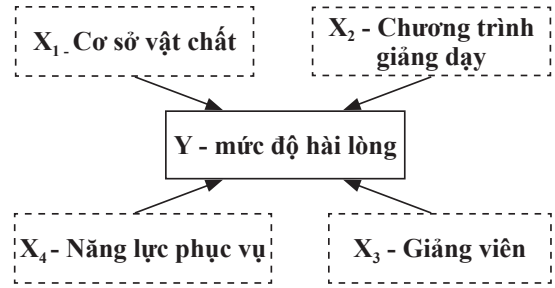 X₁ - Cơ sở vật chất
X₂ - Chương trình
giảng dạy
Y - mức độ hài lòng
X₄ - Năng lực phục vụ
X₃ - Giảng viên